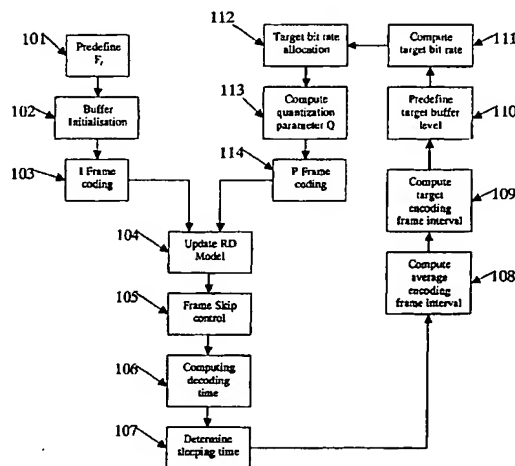 101
Predefine
Fr
102
Buffer
Initialisation
103
I Frame
coding
112
Target bit rate
allocation
113
Compute
quantization
parameter Q
114
P Frame
coding
111
Compute
target bit rate
110
Predefine
target buffer
level
109
Compute
target
encoding
frame interval
108
Compute
average
encoding
frame interval
104
Update RD
Model
105
Frame Skip
control
106
Computing
decoding
time
107
Determine
sleeping time